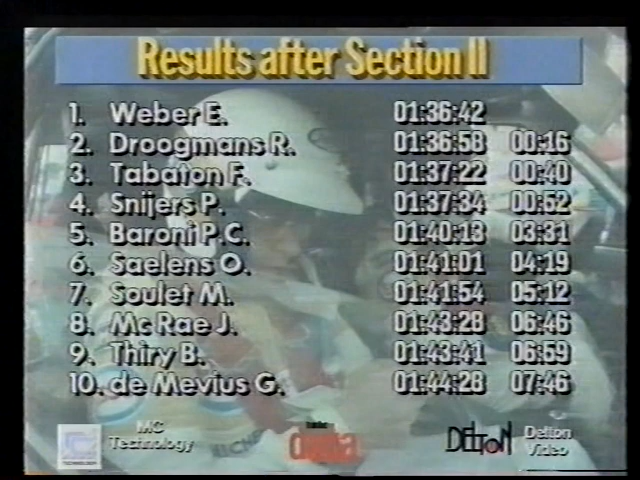 Results after Section II
1. Weber E. 01:36:42
2. Droogmans R. 01:36:58 00:16
3. Tabaton F. 01:37:22 00:40
4. Snijers P. 01:37:34 00:52
5. Baroni P.C. 01:40:13 03:31
6. Saelens O. 01:41:01 04:19
7. Soulet M. 01:41:54 05:12
8. Mc Rae J. 01:43:28 06:46
9. Thiry B. 01:43:41 06:59
10. de Mevius G. 01:44:28 07:46
MC
Technology
TECHNOLOGY
DELTON
Delton
Video